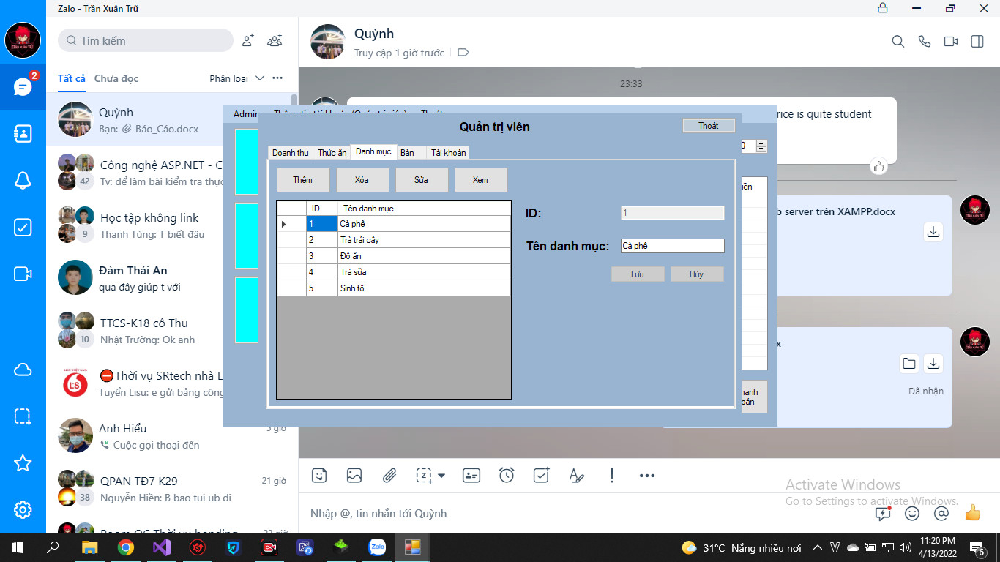 Zalo - Trần Xuân Trữ
Tìm kiếm
Tất cả
Chưa đọc
Phân loại
2
Quỳnh
Bạn: Báo_Cáo.docx
Công nghệ ASP.NET - C
42
Tv: để làm bài kiểm tra thực
Học tập không link
9
Thanh Tùng: T biết đâu
Đàm Thái An
qua đây giúp t với
TTCS-K18 cô Thu
10
Nhật Trường: Ok anh
Thời vụ SRtech nhà L
Tuyển Lisu: e gửi bảng công
Anh Hiểu
5 giờ
Cuộc gọi thoại đến
QPAN TĐ7 K29
21 giờ
38
Nguyễn Hiền: B bao tui ub đi
Quỳnh
Truy cập 1 giờ trước
23:33
rice is quite student
b server trên XAMPP.docx
x
Đã nhận
Admin
Thông tin tài khoản (Quản trị viên)
Thoát
Quản trị viên
Thoát
0
Doanh thu
Thức ăn
Danh mục
Bàn
Tài khoản
Thêm
Xóa
Sửa
Xem
ID
Tên danh mục
1
Cà phê
2
Trà trái cây
3
Đồ ăn
4
Trà sữa
5
Sinh tố
ID:
1
Tên danh mục:
Cà phê
Lưu
Hủy
iền
hanh
oán
Nhập @, tin nhắn tới Quỳnh
Activate Windows
Go to Settings to activate Windows.
Zalo
31°C Nắng nhiều nơi
11:20 PM
4/13/2022
6